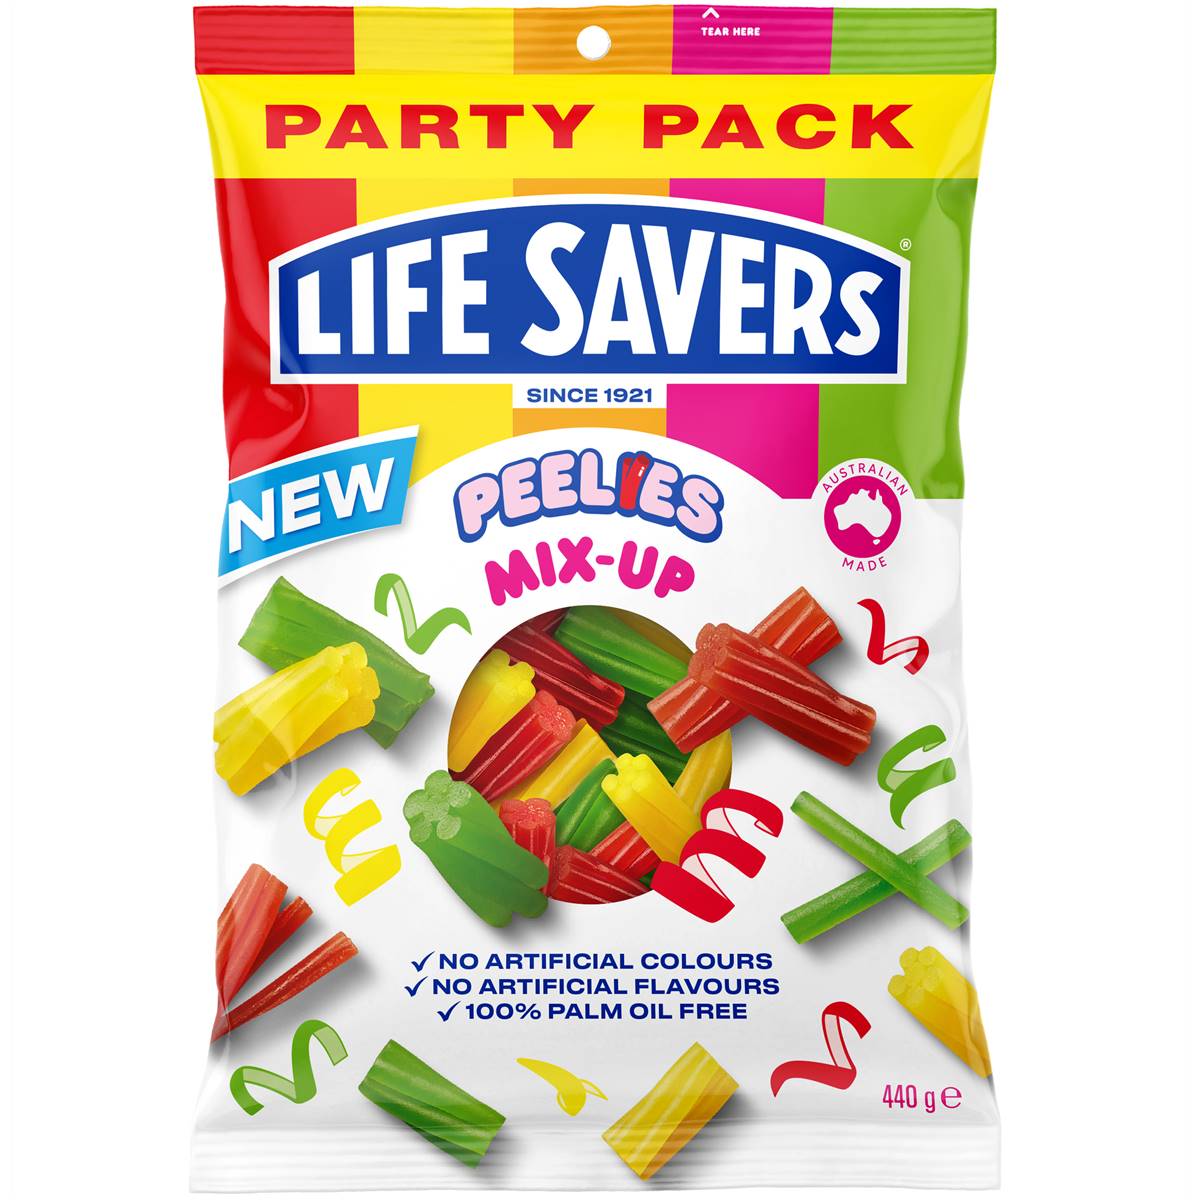 TEAR HERE
PARTY PACK
LIFE SAVERS®
SINCE 1921
NEW
PEELIES
MIX-UP
AUSTRALIAN
MADE
✓ NO ARTIFICIAL COLOURS
✓ NO ARTIFICIAL FLAVOURS
✓ 100% PALM OIL FREE
440 g ℮